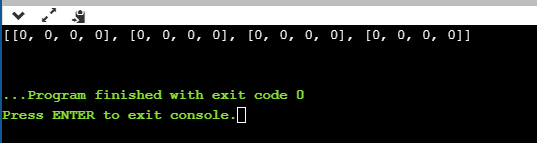 [[0, 0, 0, 0], [0, 0, 0, 0], [0, 0, 0, 0], [0, 0, 0, 0]]
...Program finished with exit code 0
Press ENTER to exit console.